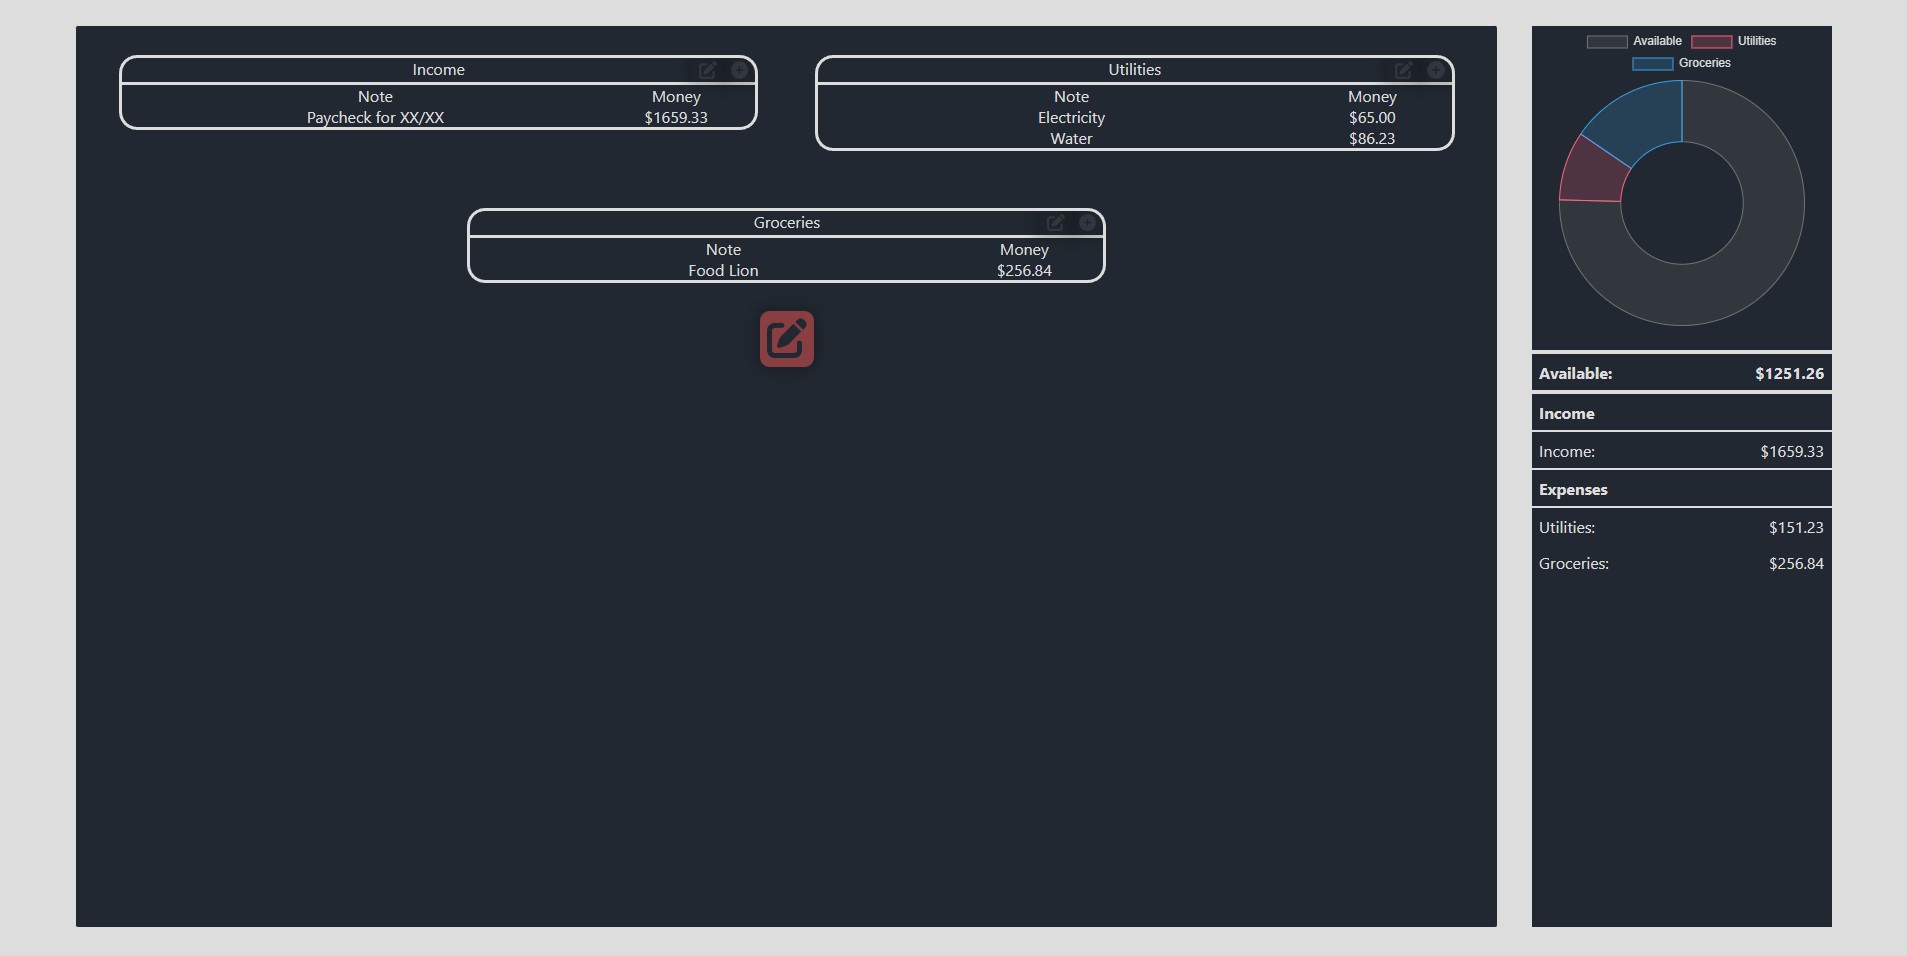 Income
Note Money
Paycheck for XX/XX $1659.33
Utilities
Note Money
Electricity $65.00
Water $86.23
Groceries
Note Money
Food Lion $256.84
Available Utilities
Groceries
Available: $1251.26
Income
Income: $1659.33
Expenses
Utilities: $151.23
Groceries: $256.84